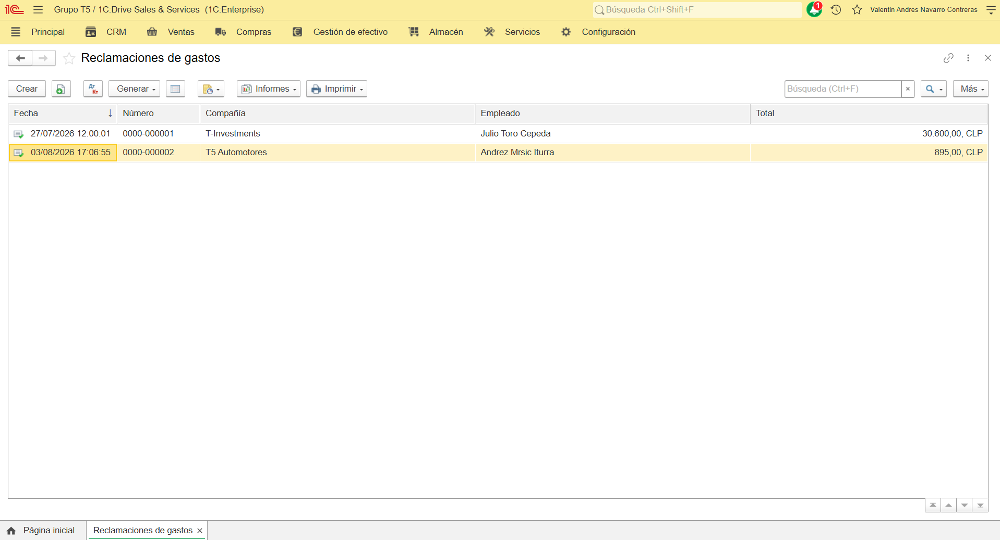 1C Grupo T5 / 1C:Drive Sales & Services (1C:Enterprise) Búsqueda Ctrl+Shift+F 1 Valentin Andres Navarro Contreras
Principal CRM Ventas Compras Gestión de efectivo Almacén Servicios Configuración
Reclamaciones de gastos
Crear Дт Кт Generar Informes Imprimir Búsqueda (Ctrl+F) × Más
Fecha ↓ Número Compañía Empleado Total
27/07/2026 12:00:01 0000-000001 T-Investments Julio Toro Cepeda 30.600,00, CLP
03/08/2026 17:06:55 0000-000002 T5 Automotores Andrez Mrsic Iturra 895,00, CLP
Página inicial Reclamaciones de gastos ×